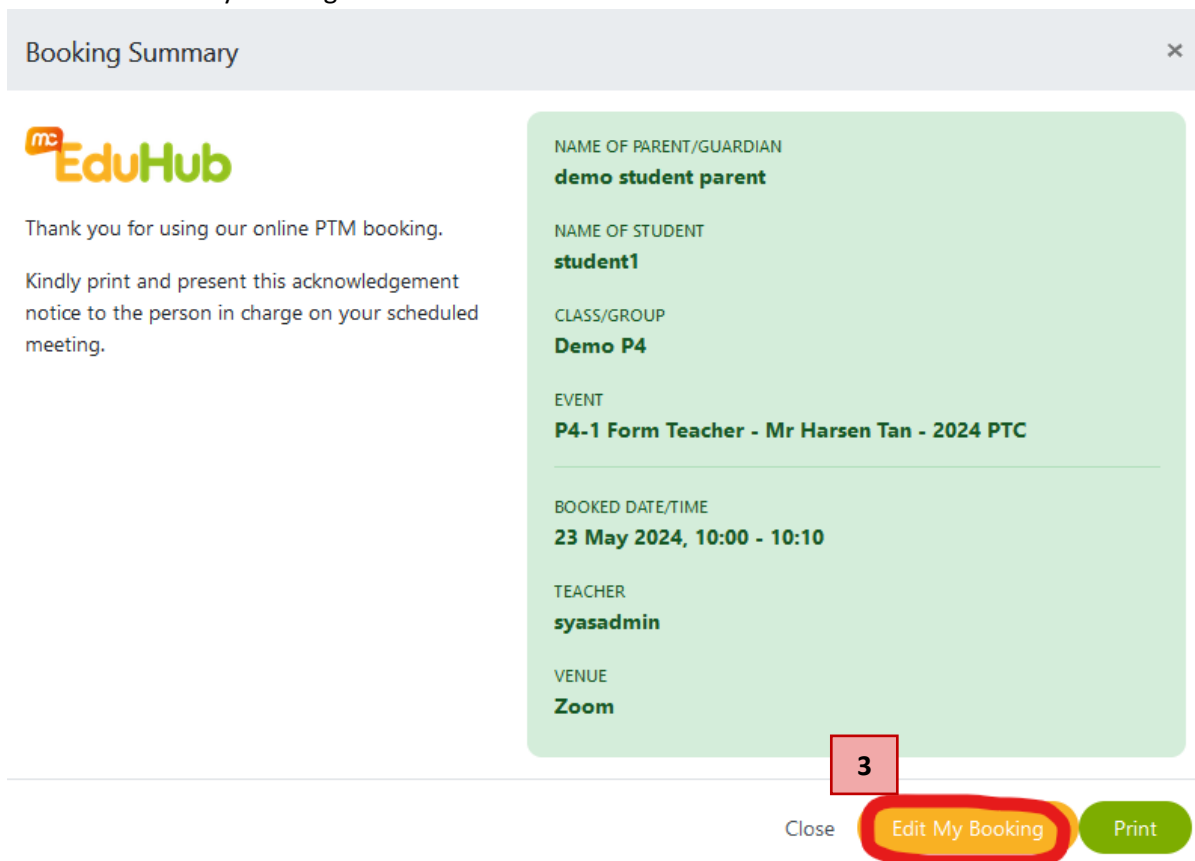 Booking Summary
×
mc
EduHub
Thank you for using our online PTM booking.
Kindly print and present this acknowledgement
notice to the person in charge on your scheduled
meeting.
NAME OF PARENT/GUARDIAN
demo student parent
NAME OF STUDENT
student1
CLASS/GROUP
Demo P4
EVENT
P4-1 Form Teacher - Mr Harsen Tan - 2024 PTC
BOOKED DATE/TIME
23 May 2024, 10:00 - 10:10
TEACHER
syasadmin
VENUE
Zoom
3
Close
Edit My Booking
Print